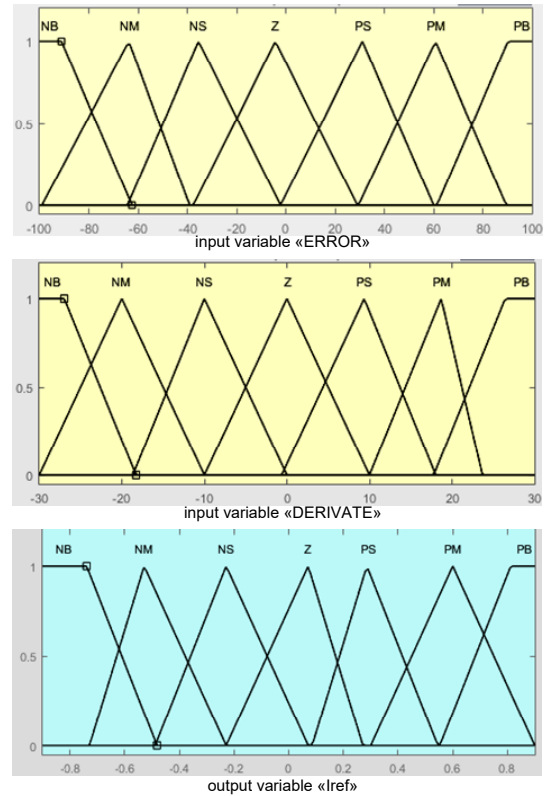 NB NM NS Z PS PM PB
1
0.5
0
-100 -80 -60 -40 -20 0 20 40 60 80 100
input variable «ERROR»
NB NM NS Z PS PM PB
1
0.5
0
-30 -20 -10 0 10 20 30
input variable «DERIVATE»
NB NM NS Z PS PM PB
1
0.5
0
-0.8 -0.6 -0.4 -0.2 0 0.2 0.4 0.6 0.8
output variable «Iref»